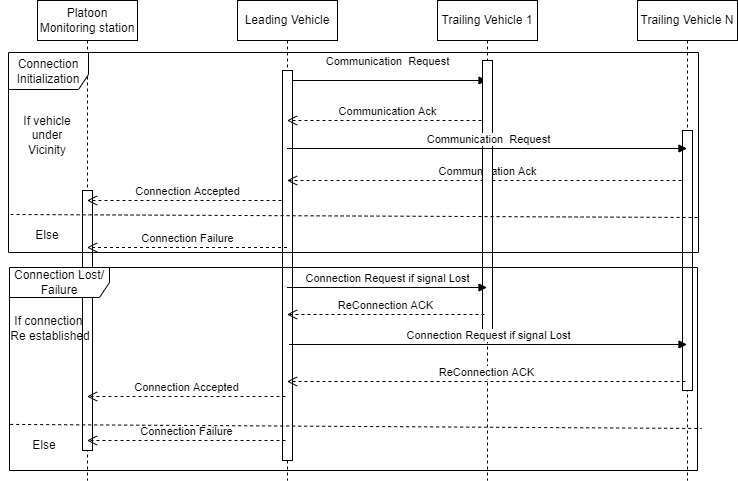 Platoon
Monitoring station
Leading Vehicle
Trailing Vehicle 1
Trailing Vehicle N
Connection
Initialization
Communication Request
If vehicle
under
Vicinity
Communication Ack
Communication Request
Communication Ack
Connection Accepted
Else
Connection Failure
Connection Lost/
Failure
Connection Request if signal Lost
ReConnection ACK
If connection
Re established
Connection Request if signal Lost
ReConnection ACK
Connection Accepted
Connection Failure
Else